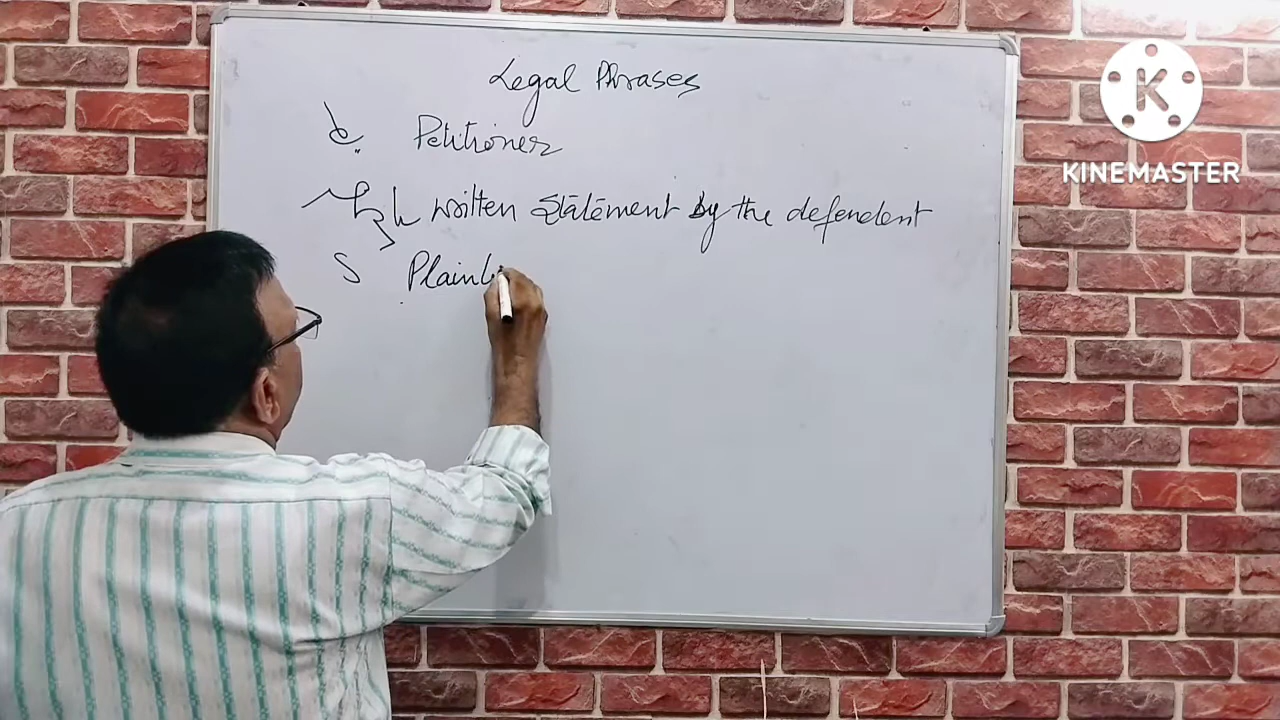 Legal Phrases
Petitioner
written statement by the defendent
Plaint
K
KINEMASTER